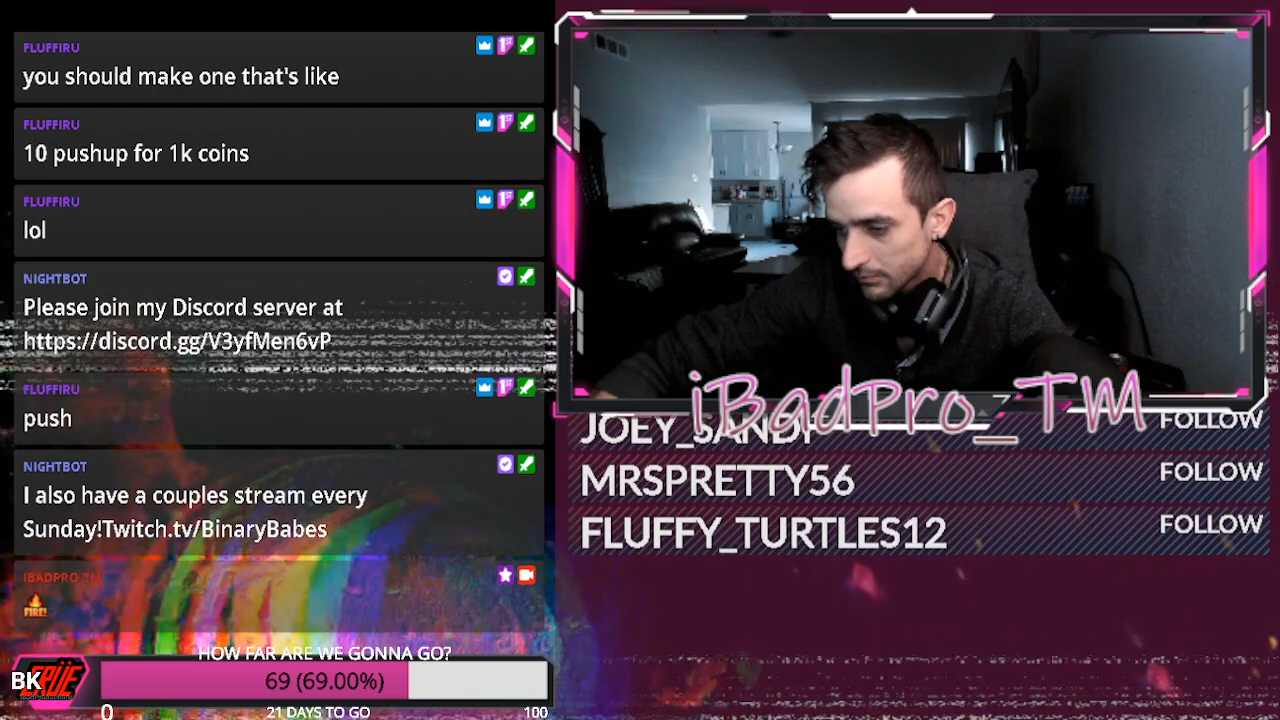 FLUFFIRU
you should make one that's like
FLUFFIRU
10 pushup for 1k coins
FLUFFIRU
lol
NIGHTBOT
Please join my Discord server at
https://discord.gg/V3yfMen6vP
FLUFFIRU
push
NIGHTBOT
I also have a couples stream every
Sunday!Twitch.tv/BinaryBabes
IBADPRO_TM
FIRE!
HOW FAR ARE WE GONNA GO?
BK
69 (69.00%)
0
21 DAYS TO GO
100
iBadPro_TM
FOLLOW
MRSPRETTY56
FOLLOW
FLUFFY_TURTLES12
FOLLOW